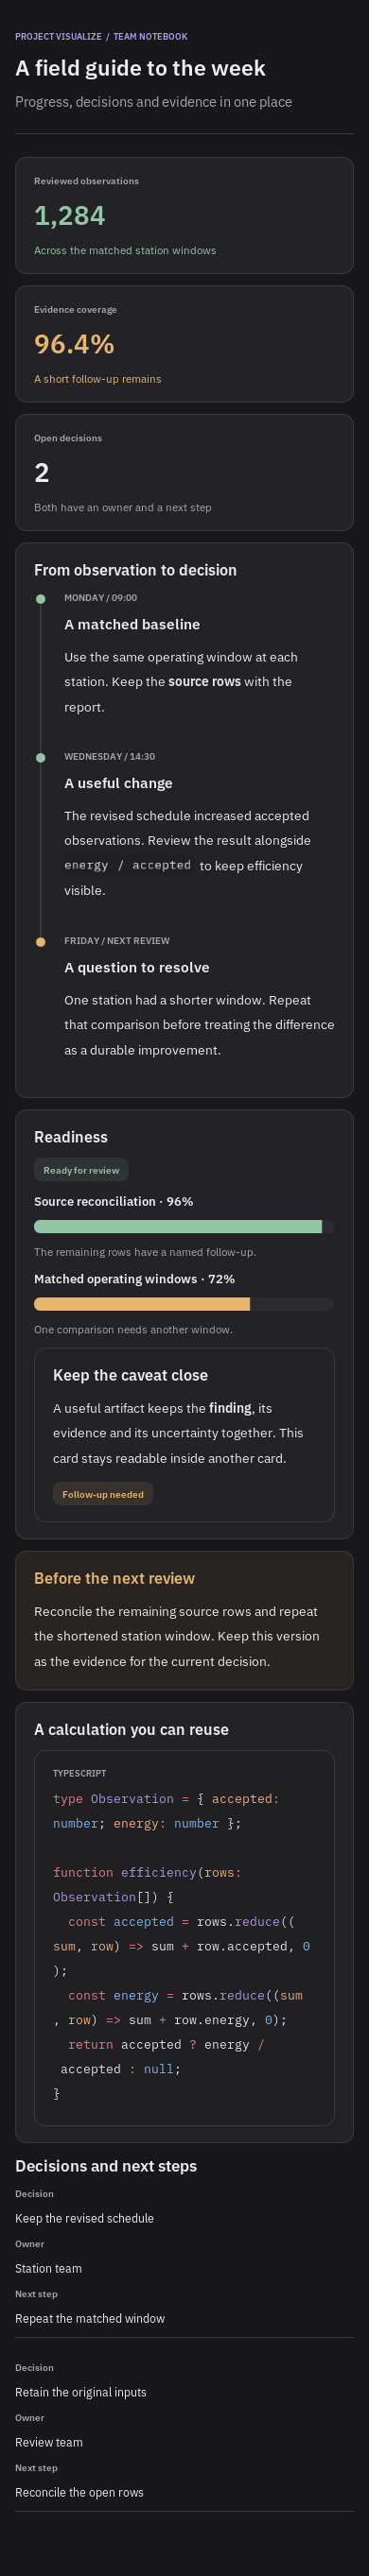 PROJECT VISUALIZE / TEAM NOTEBOOK
A field guide to the week
Progress, decisions and evidence in one place
Reviewed observations
1,284
Across the matched station windows
Evidence coverage
96.4%
A short follow-up remains
Open decisions
2
Both have an owner and a next step
From observation to decision
MONDAY / 09:00
A matched baseline
Use the same operating window at each
station. Keep the source rows with the
report.
WEDNESDAY / 14:30
A useful change
The revised schedule increased accepted
observations. Review the result alongside
energy / accepted to keep efficiency
visible.
FRIDAY / NEXT REVIEW
A question to resolve
One station had a shorter window. Repeat
that comparison before treating the difference
as a durable improvement.
Readiness
Ready for review
Source reconciliation · 96%
The remaining rows have a named follow-up.
Matched operating windows · 72%
One comparison needs another window.
Keep the caveat close
A useful artifact keeps the finding, its
evidence and its uncertainty together. This
card stays readable inside another card.
Follow-up needed
Before the next review
Reconcile the remaining source rows and repeat
the shortened station window. Keep this version
as the evidence for the current decision.
A calculation you can reuse
TYPESCRIPT
type Observation = { accepted:
number; energy: number };
function efficiency(rows:
Observation[]) {
  const accepted = rows.reduce((
sum, row) => sum + row.accepted, 0
);
  const energy = rows.reduce((sum
, row) => sum + row.energy, 0);
  return accepted ? energy /
 accepted : null;
}
Decisions and next steps
Decision
Keep the revised schedule
Owner
Station team
Next step
Repeat the matched window
Decision
Retain the original inputs
Owner
Review team
Next step
Reconcile the open rows